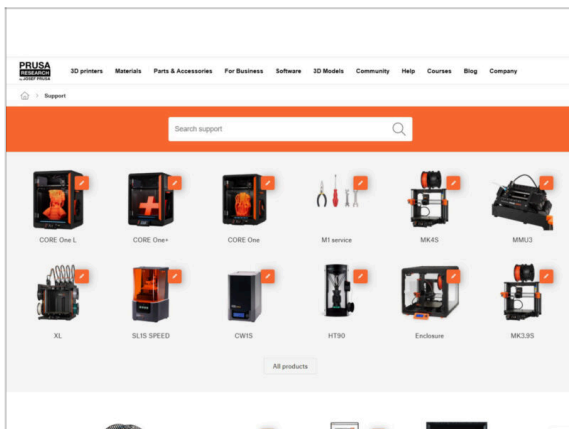 PRUSA
RESEARCH
by JOSEF PRUSA
3D printers Materials Parts & Accessories For Business Software 3D Models Community Help Courses Blog Company
Support
Search support
CORE One L CORE One+ CORE One M1 service MK4S MMU3
XL SL1S SPEED CW1S HT90 Enclosure MK3.9S
All products